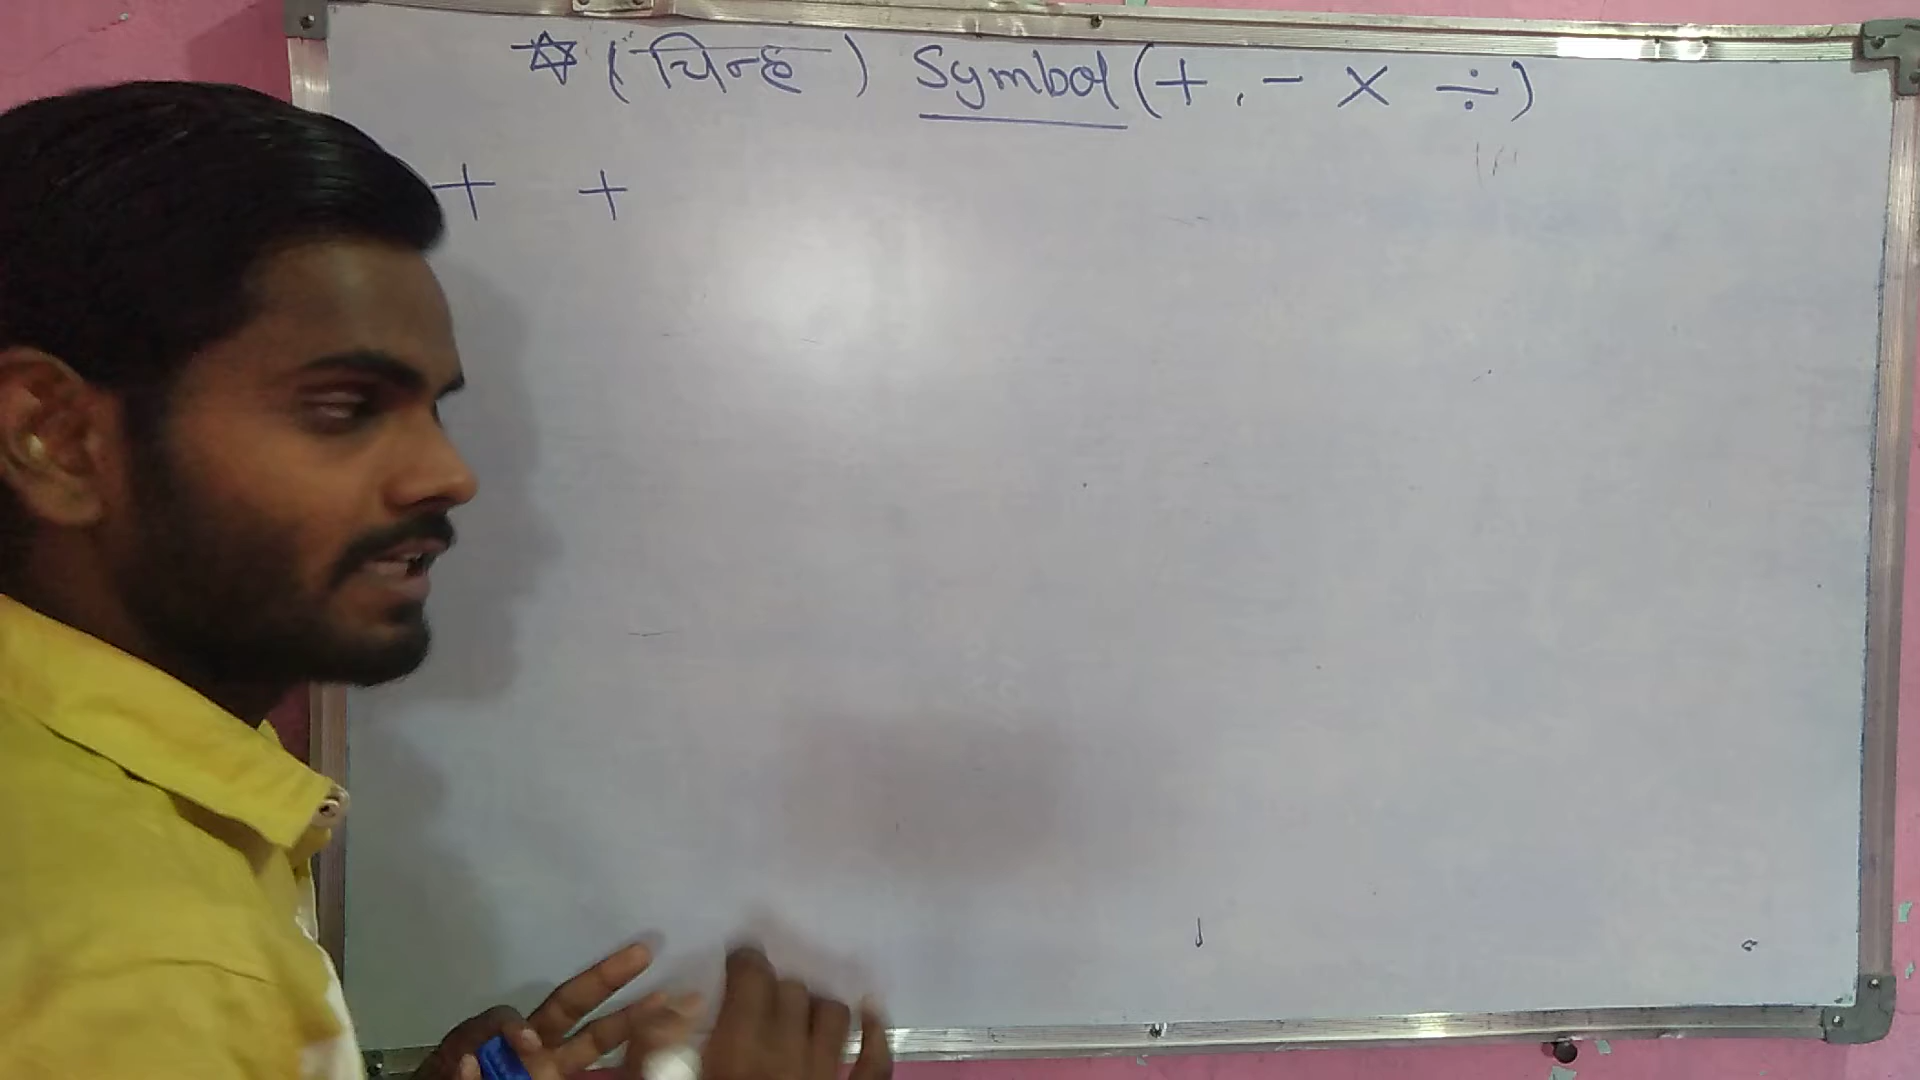 ☆ (चिन्ह) Symbol (+, - × ÷)
+ +